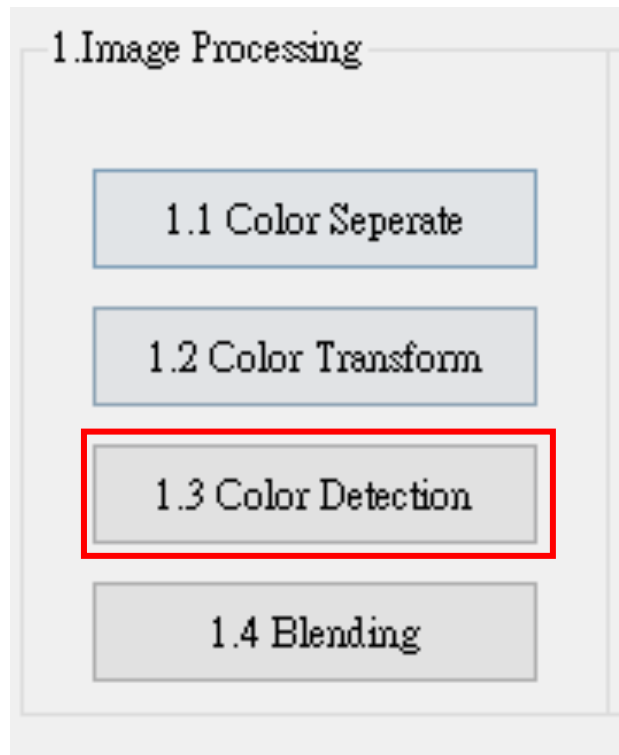 1.Image Processing
1.1 Color Seperate
1.2 Color Transform
1.3 Color Detection
1.4 Blending